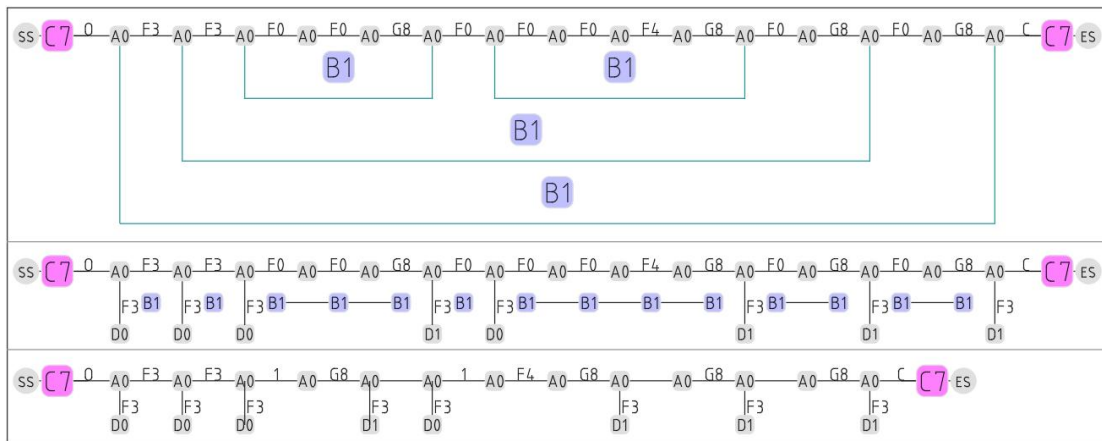 SS C7 O A0 F3 A0 F3 A0 F0 A0 F0 A0 G8 A0 F0 A0 F0 A0 F0 A0 F4 A0 G8 A0 F0 A0 G8 A0 F0 A0 G8 A0 C C7 ES
B1 B1
B1
B1
SS C7 O A0 F3 A0 F3 A0 F0 A0 F0 A0 G8 A0 F0 A0 F0 A0 F0 A0 F4 A0 G8 A0 F0 A0 G8 A0 F0 A0 G8 A0 C C7 ES
F3 B1 F3 B1 F3 B1 B1 B1 F3 B1 F3 B1 B1 B1 B1 F3 B1 B1 F3 B1 B1 F3
D0 D0 D0 D1 D0 D1 D1 D1
SS C7 O A0 F3 A0 F3 A0 1 A0 G8 A0 A0 1 A0 F4 A0 G8 A0 A0 G8 A0 A0 G8 A0 C C7 ES
F3 F3 F3 F3 F3 F3 F3 F3
D0 D0 D0 D1 D0 D1 D1 D1